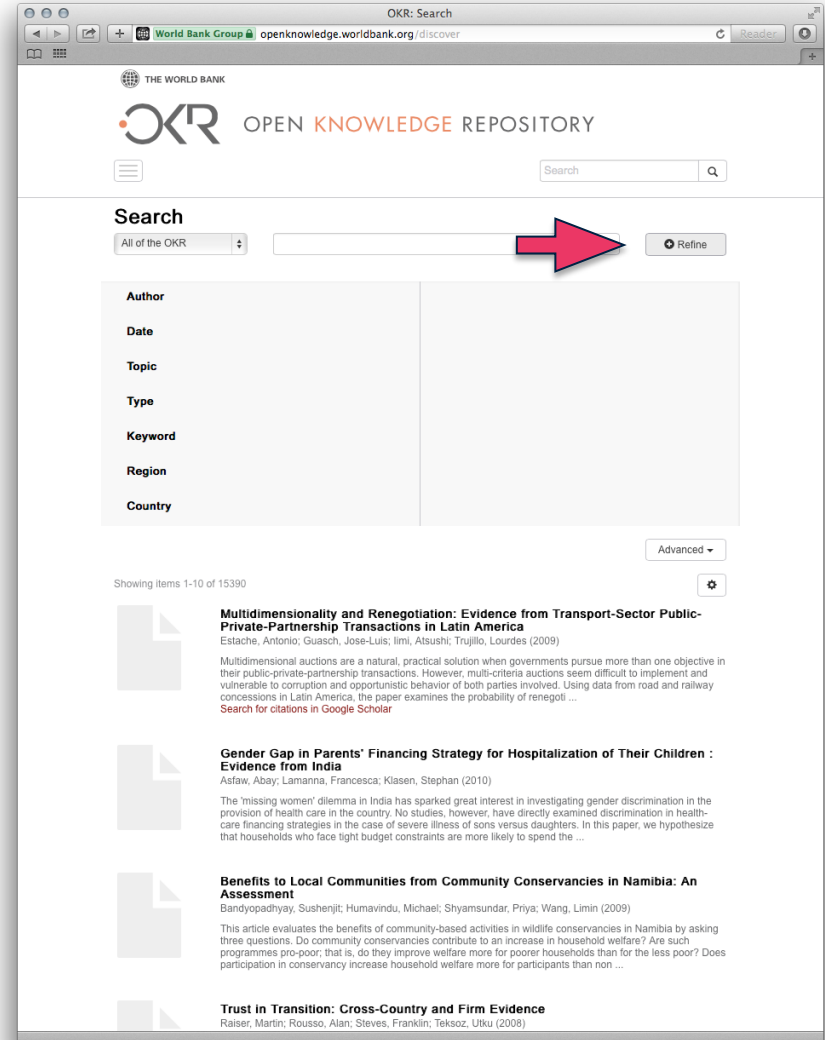 OKR: Search
World Bank Group openknowledge.worldbank.org/discover
Reader
THE WORLD BANK
OKR OPEN KNOWLEDGE REPOSITORY
Search
Search
All of the OKR
Refine
Author
Date
Topic
Type
Keyword
Region
Country
Advanced
Showing items 1-10 of 15390
Multidimensionality and Renegotiation: Evidence from Transport-Sector Public-
Private-Partnership Transactions in Latin America
Estache, Antonio; Guasch, Jose-Luis; Iimi, Atsushi; Trujillo, Lourdes (2009)
Multidimensional auctions are a natural, practical solution when governments pursue more than one objective in
their public-private-partnership transactions. However, multi-criteria auctions seem difficult to implement and
vulnerable to corruption and opportunistic behavior of both parties involved. Using data from road and railway
concessions in Latin America, the paper examines the probability of renegoti ...
Search for citations in Google Scholar
Gender Gap in Parents' Financing Strategy for Hospitalization of Their Children :
Evidence from India
Asfaw, Abay; Lamanna, Francesca; Klasen, Stephan (2010)
The 'missing women' dilemma in India has sparked great interest in investigating gender discrimination in the
provision of health care in the country. No studies, however, have directly examined discrimination in health-
care financing strategies in the case of severe illness of sons versus daughters. In this paper, we hypothesize
that households who face tight budget constraints are more likely to spend the ...
Benefits to Local Communities from Community Conservancies in Namibia: An
Assessment
Bandyopadhyay, Sushenjit; Humavindu, Michael; Shyamsundar, Priya; Wang, Limin (2009)
This article evaluates the benefits of community-based activities in wildlife conservancies in Namibia by asking
three questions. Do community conservancies contribute to an increase in household welfare? Are such
programmes pro-poor; that is, do they improve welfare more for poorer households than for the less poor? Does
participation in conservancy increase household welfare more for participants than non ...
Trust in Transition: Cross-Country and Firm Evidence
Raiser, Martin; Rousso, Alan; Steves, Franklin; Teksoz, Utku (2008)